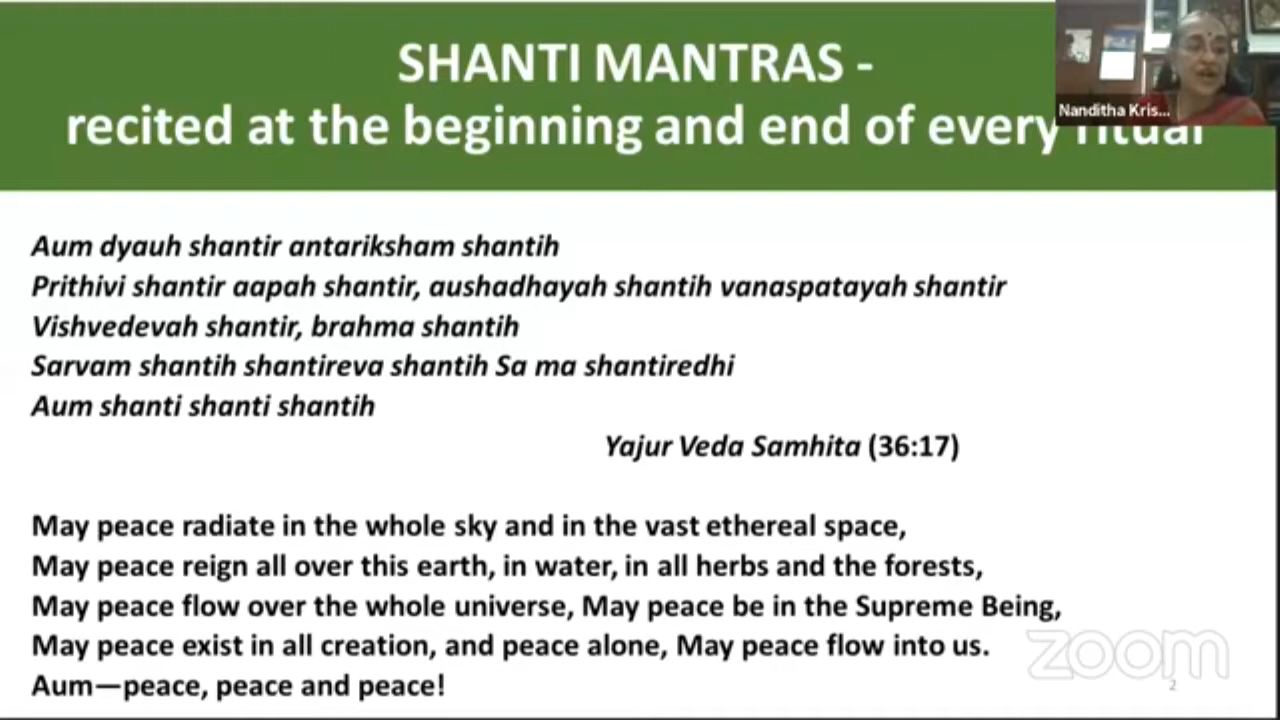 SHANTI MANTRAS -
recited at the beginning and end of every ritual
Nanditha Kris...
Aum dyauh shantir antariksham shantih
Prithivi shantir aapah shantir, aushadhayah shantih vanaspatayah shantir
Vishvedevah shantir, brahma shantih
Sarvam shantih shantireva shantih Sa ma shantiredhi
Aum shanti shanti shantih
Yajur Veda Samhita (36:17)
May peace radiate in the whole sky and in the vast ethereal space,
May peace reign all over this earth, in water, in all herbs and the forests,
May peace flow over the whole universe, May peace be in the Supreme Being,
May peace exist in all creation, and peace alone, May peace flow into us.
Aum—peace, peace and peace!
zoom
2